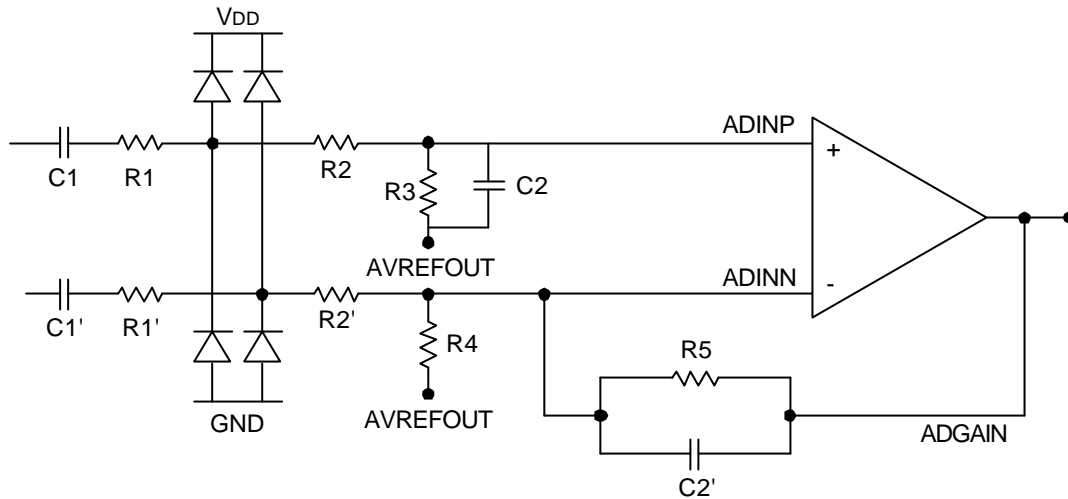 VDD
ADINP
+
C1
R1
R2
R3
C2
AVREFOUT
ADINN
-
C1'
R1'
R2'
R4
R5
GND
AVREFOUT
ADGAIN
C2'